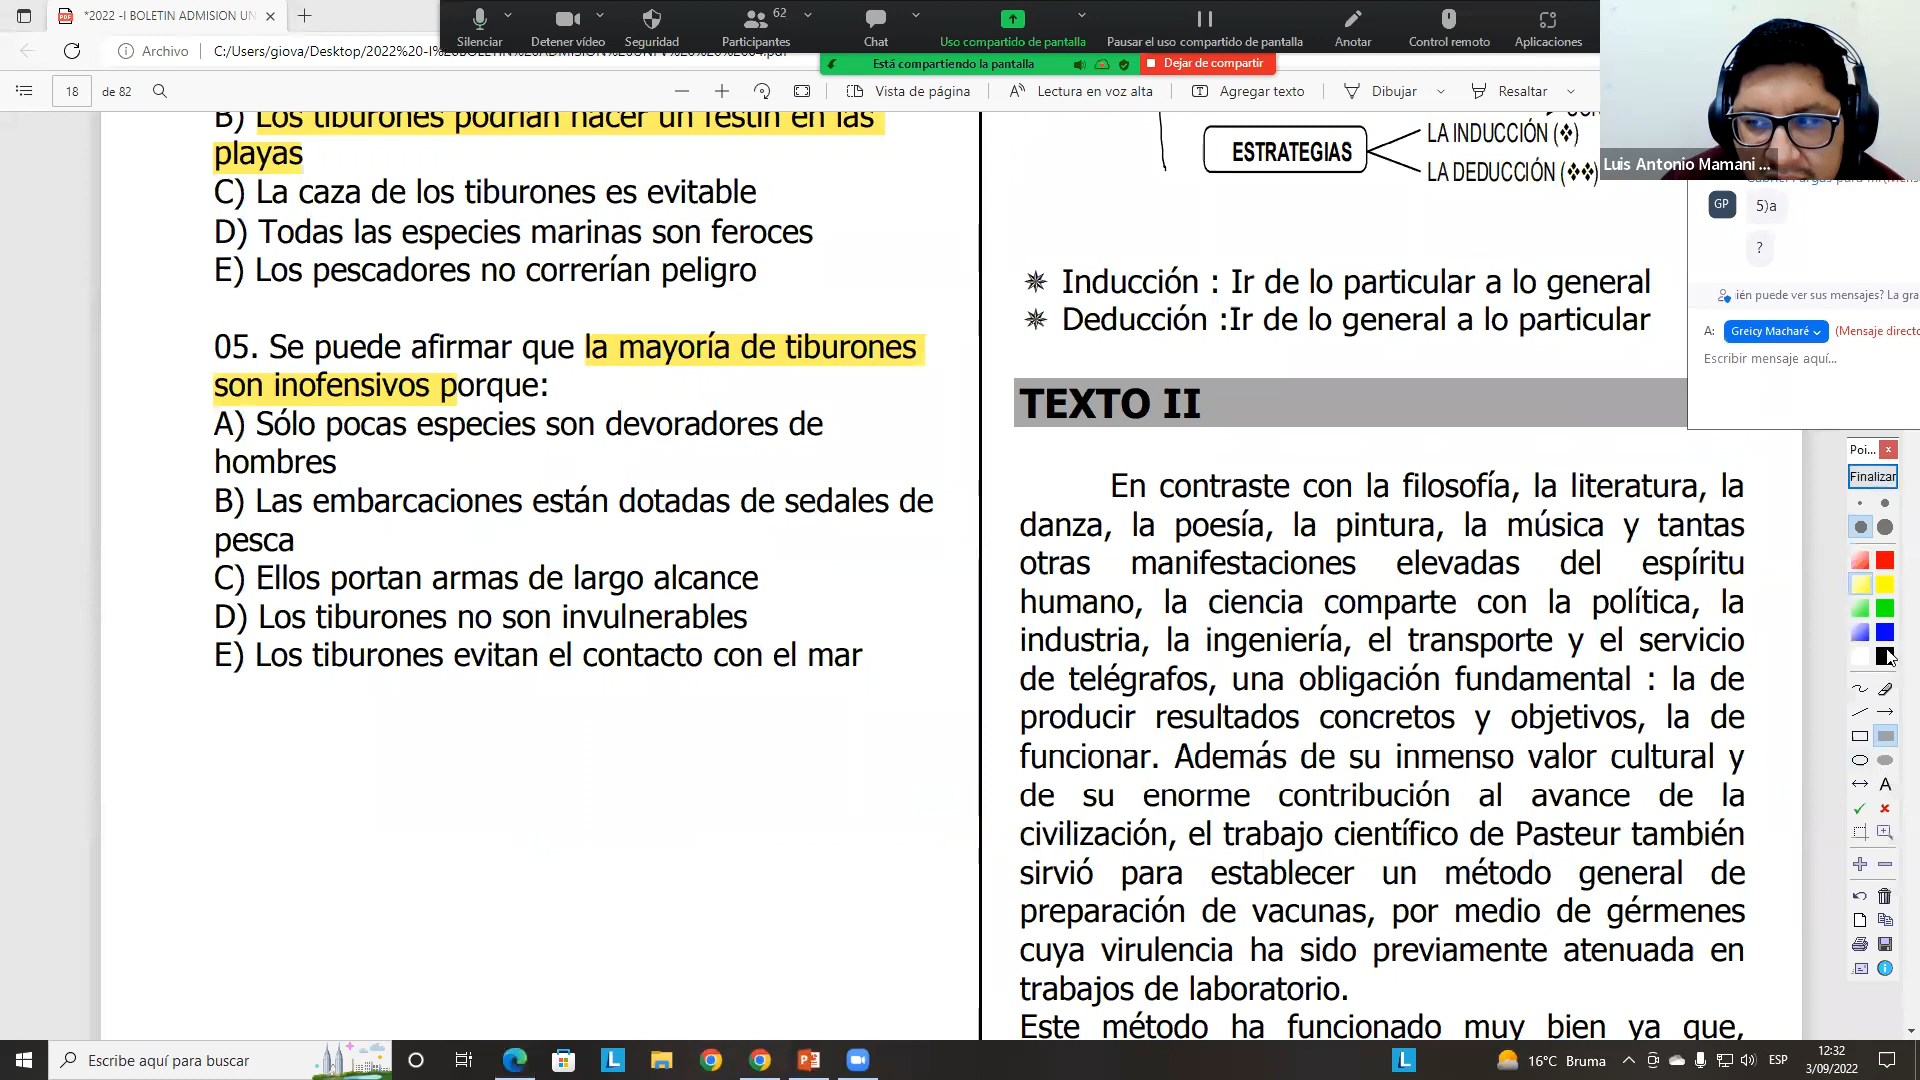 *2022 -I BOLETIN ADMISION UN
Silenciar
Detener vídeo
Seguridad
62
Participantes
Chat
Uso compartido de pantalla
Pausar el uso compartido de pantalla
Anotar
Control remoto
Aplicaciones
Está compartiendo la pantalla
Dejar de compartir
Archivo
18
de 82
Vista de página
Lectura en voz alta
Agregar texto
Dibujar
Resaltar
B) Los tiburones podrían hacer un festín en las
playas
C) La caza de los tiburones es evitable
D) Todas las especies marinas son feroces
E) Los pescadores no correrían peligro
05. Se puede afirmar que la mayoría de tiburones
son inofensivos porque:
A) Sólo pocas especies son devoradores de
hombres
B) Las embarcaciones están dotadas de sedales de
pesca
C) Ellos portan armas de largo alcance
D) Los tiburones no son invulnerables
E) Los tiburones evitan el contacto con el mar
ESTRATEGIAS
LA INDUCCIÓN (❖)
LA DEDUCCIÓN (❖❖)
✵ Inducción : Ir de lo particular a lo general
✵ Deducción :Ir de lo general a lo particular
TEXTO II
En contraste con la filosofía, la literatura, la
danza, la poesía, la pintura, la música y tantas
otras manifestaciones elevadas del espíritu
humano, la ciencia comparte con la política, la
industria, la ingeniería, el transporte y el servicio
de telégrafos, una obligación fundamental : la de
producir resultados concretos y objetivos, la de
funcionar. Además de su inmenso valor cultural y
de su enorme contribución al avance de la
civilización, el trabajo científico de Pasteur también
sirvió para establecer un método general de
preparación de vacunas, por medio de gérmenes
cuya virulencia ha sido previamente atenuada en
trabajos de laboratorio.
Este método ha funcionado muy bien ya que,
Luis Antonio Mamani ...
GP
5)a
?
ién puede ver sus mensajes? La gra
A: Greicy Macharé (Mensaje directo
Escribir mensaje aquí...
Poi...
Finalizar
A
Escribe aquí para buscar
L
L
16°C Bruma
ESP
12:32
3/09/2022